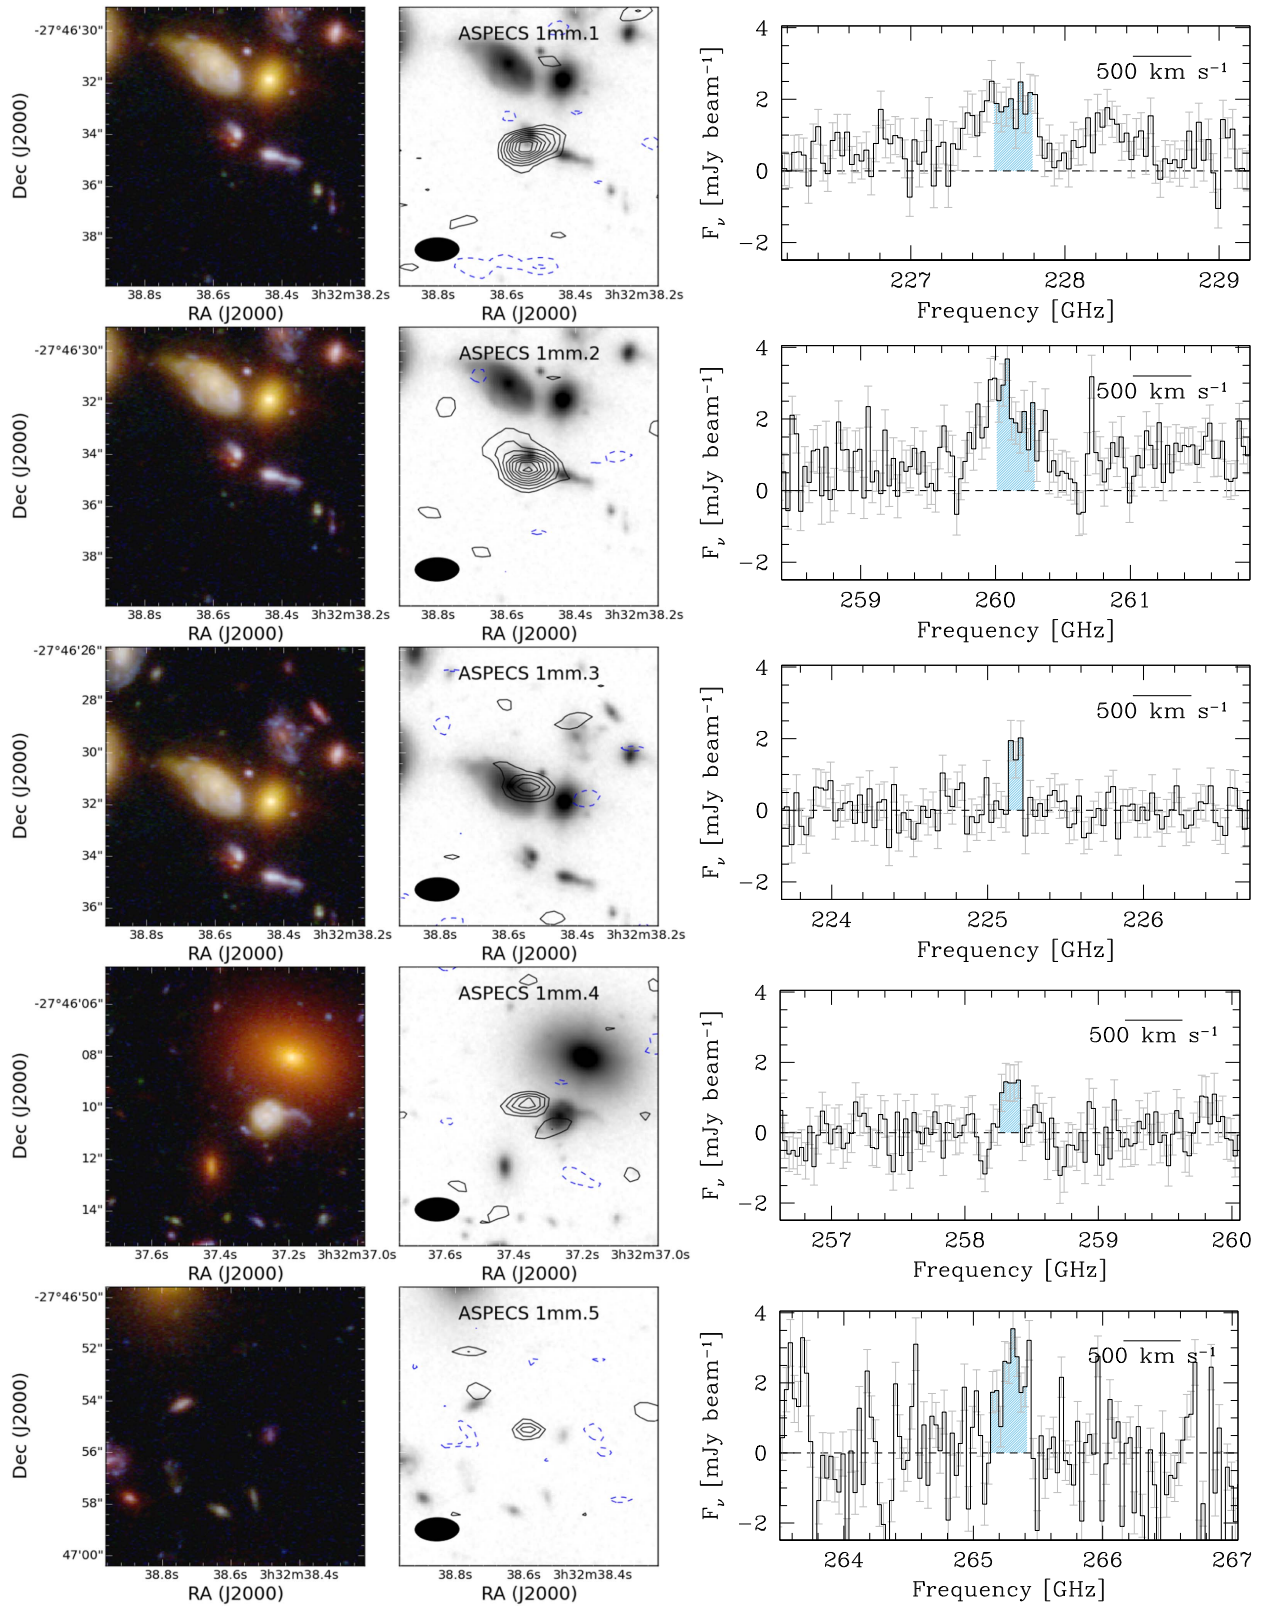 -27°46'30"
32"
34"
36"
38"
Dec (J2000)
38.8s 38.6s 38.4s 3h32m38.2s
RA (J2000)
ASPECS 1mm.1
38.8s 38.6s 38.4s 3h32m38.2s
RA (J2000)
4
2
0
−2
Fν [mJy beam⁻¹]
500 km s⁻¹
227 228 229
Frequency [GHz]
-27°46'30"
32"
34"
36"
38"
Dec (J2000)
38.8s 38.6s 38.4s 3h32m38.2s
RA (J2000)
ASPECS 1mm.2
38.8s 38.6s 38.4s 3h32m38.2s
RA (J2000)
4
2
0
−2
Fν [mJy beam⁻¹]
500 km s⁻¹
259 260 261
Frequency [GHz]
-27°46'26"
28"
30"
32"
34"
36"
Dec (J2000)
38.8s 38.6s 38.4s 3h32m38.2s
RA (J2000)
ASPECS 1mm.3
38.8s 38.6s 38.4s 3h32m38.2s
RA (J2000)
4
2
0
−2
Fν [mJy beam⁻¹]
500 km s⁻¹
224 225 226
Frequency [GHz]
-27°46'06"
08"
10"
12"
14"
Dec (J2000)
37.6s 37.4s 37.2s 3h32m37.0s
RA (J2000)
ASPECS 1mm.4
37.6s 37.4s 37.2s 3h32m37.0s
RA (J2000)
4
2
0
−2
Fν [mJy beam⁻¹]
500 km s⁻¹
257 258 259 260
Frequency [GHz]
-27°46'50"
52"
54"
56"
58"
47'00"
Dec (J2000)
38.8s 38.6s 3h32m38.4s
RA (J2000)
ASPECS 1mm.5
38.8s 38.6s 3h32m38.4s
RA (J2000)
4
2
0
−2
Fν [mJy beam⁻¹]
500 km s⁻¹
264 265 266 267
Frequency [GHz]